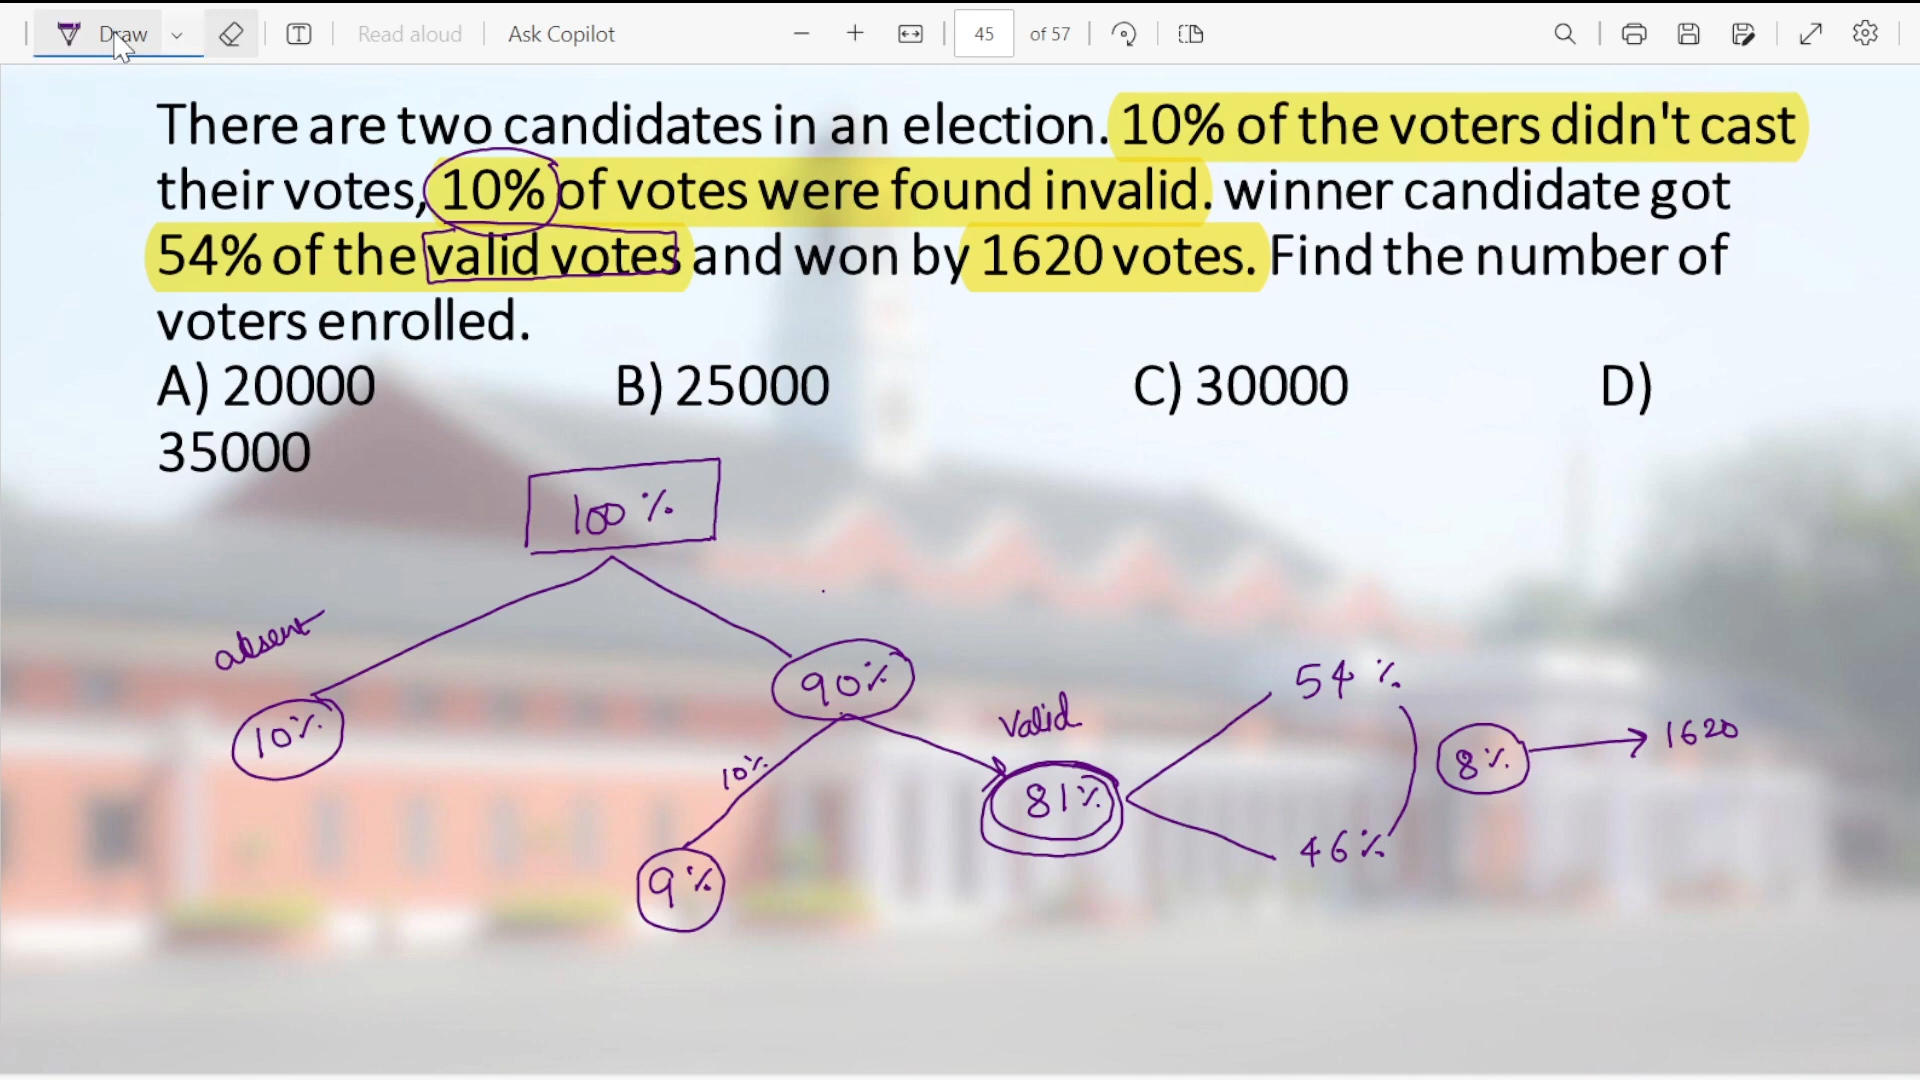 Draw Read aloud Ask Copilot 45 of 57
There are two candidates in an election. 10% of the voters didn't cast
their votes, 10% of votes were found invalid. winner candidate got
54% of the valid votes and won by 1620 votes. Find the number of
voters enrolled.
A) 20000 B) 25000 C) 30000 D)
35000
100%
absent
10%
90%
10%
9%
Valid
81%
54%
46%
8% → 1620